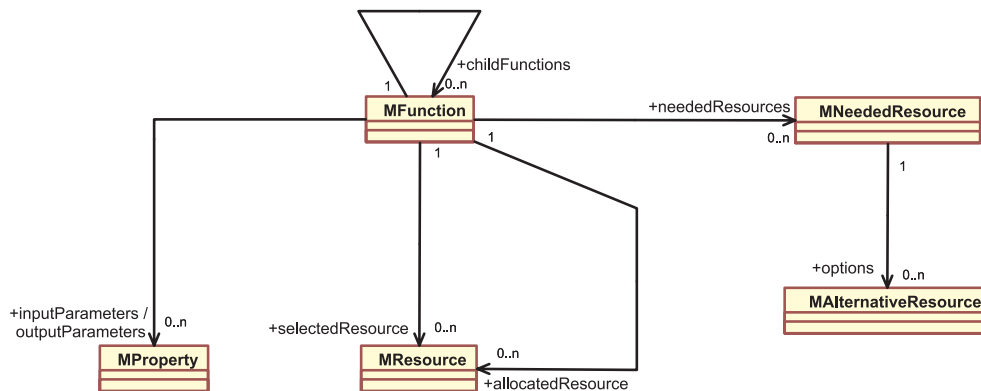 +childFunctions
1
0..n
MFunction
+neededResources
MNeededResource
1
1
0..n
1
+options
0..n
+inputParameters /
outputParameters
0..n
MAlternativeResource
+selectedResource
0..n
0..n
MProperty
MResource
+allocatedResource